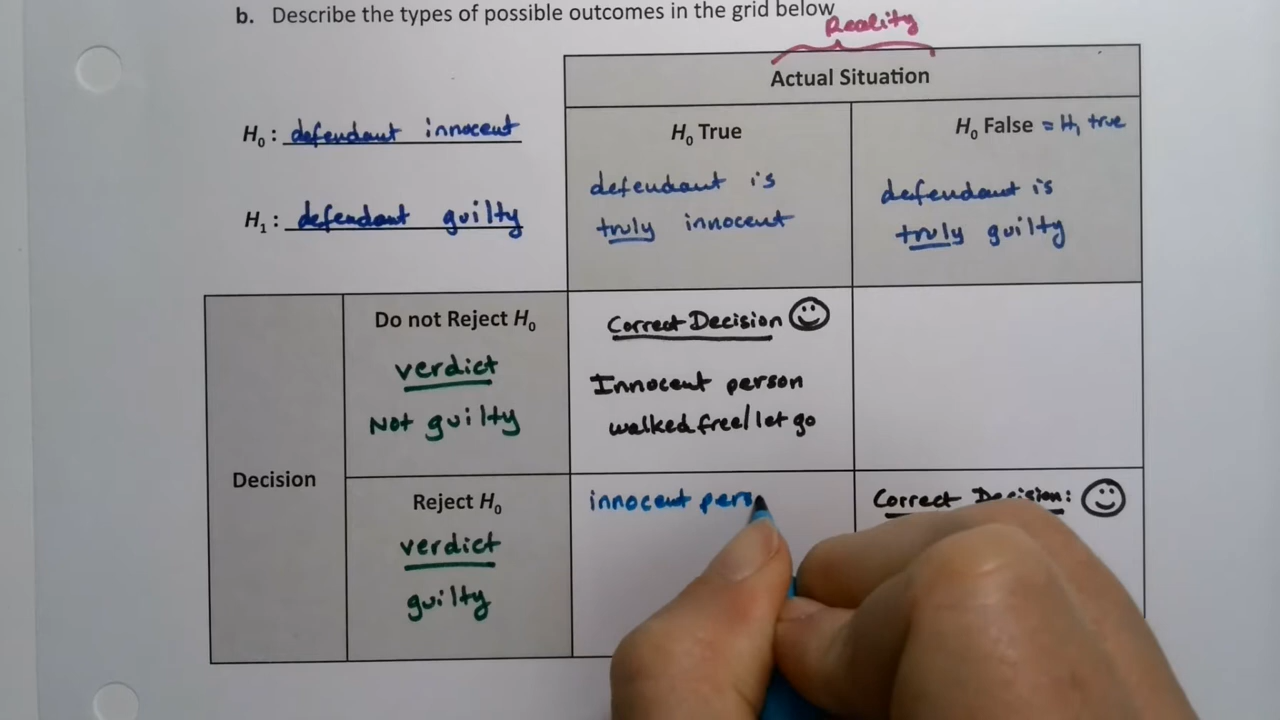 b. Describe the types of possible outcomes in the grid below
Reality
Actual Situation
H0: defendant innocent
H1: defendant guilty
H0 True
defendant is
truly innocent
H0 False = H1 true
defendant is
truly guilty
Decision
Do not Reject H0
verdict
Not guilty
Correct Decision
Innocent person
walked free/let go
Reject H0
verdict
guilty
innocent pers
Correct Decision: